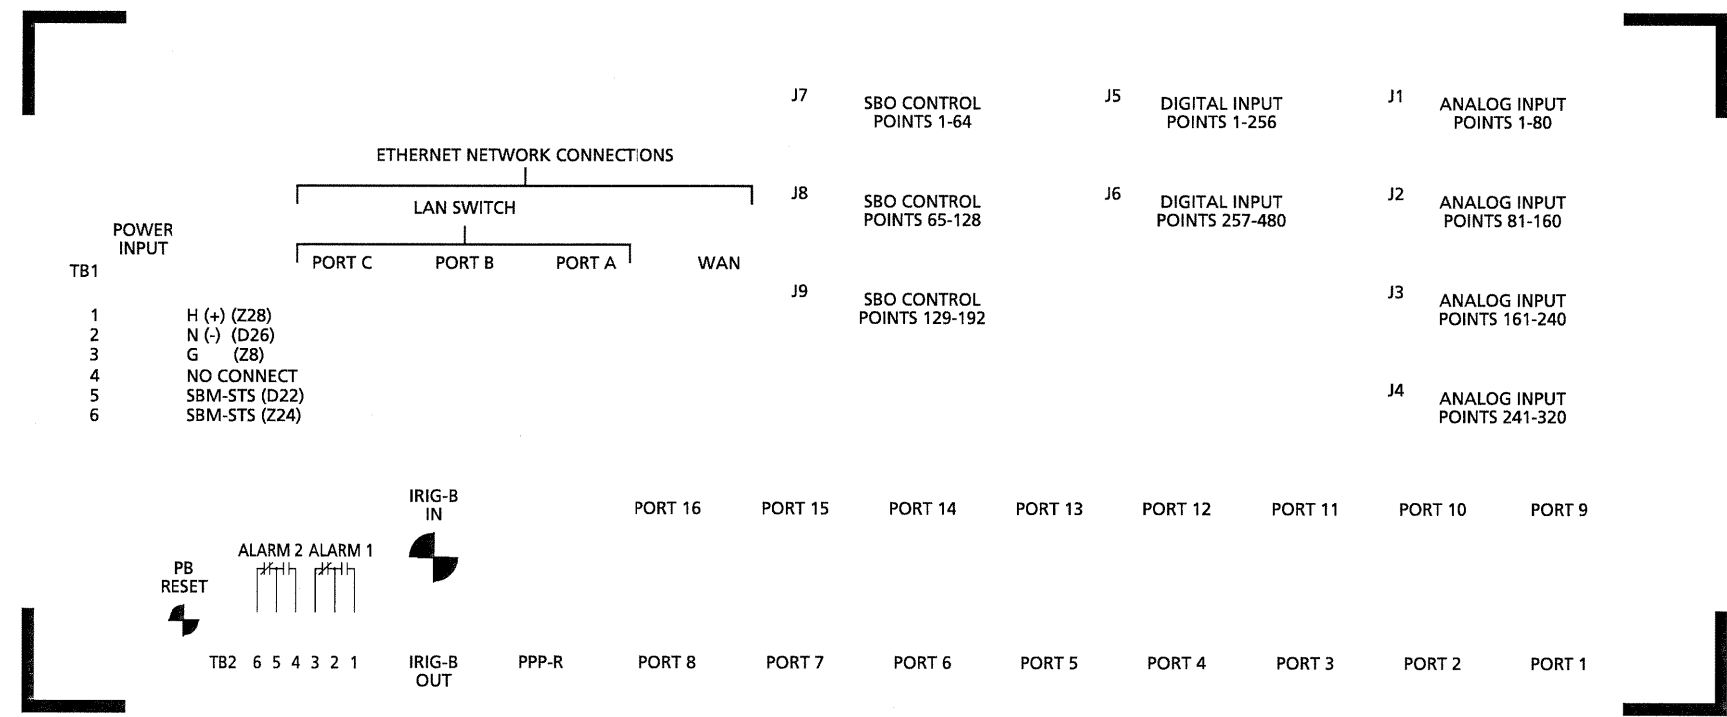 J7
SBO CONTROL
POINTS 1-64
J5
DIGITAL INPUT
POINTS 1-256
J1
ANALOG INPUT
POINTS 1-80
ETHERNET NETWORK CONNECTIONS
J8
SBO CONTROL
POINTS 65-128
J6
DIGITAL INPUT
POINTS 257-480
J2
ANALOG INPUT
POINTS 81-160
LAN SWITCH
POWER
INPUT
PORT C
PORT B
PORT A
WAN
TB1
J9
SBO CONTROL
POINTS 129-192
J3
ANALOG INPUT
POINTS 161-240
1 H (+) (Z28)
2 N (-) (D26)
3 G (Z8)
4 NO CONNECT
5 SBM-STS (D22)
6 SBM-STS (Z24)
J4
ANALOG INPUT
POINTS 241-320
IRIG-B
IN
PORT 16
PORT 15
PORT 14
PORT 13
PORT 12
PORT 11
PORT 10
PORT 9
ALARM 2 ALARM 1
PB
RESET
TB2 6 5 4 3 2 1
IRIG-B
OUT
PPP-R
PORT 8
PORT 7
PORT 6
PORT 5
PORT 4
PORT 3
PORT 2
PORT 1